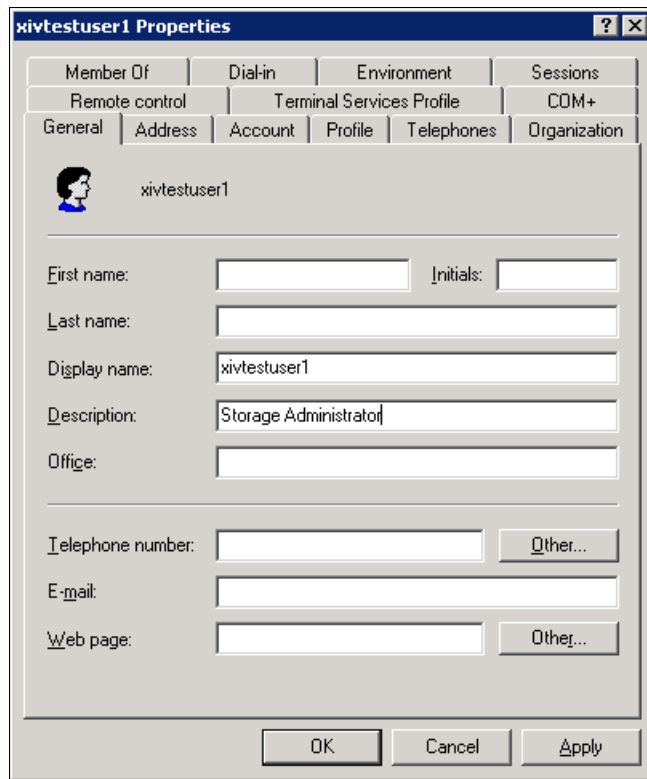 xivtestuser1 Properties
Member Of Dial-in Environment Sessions
Remote control Terminal Services Profile COM+
General Address Account Profile Telephones Organization
xivtestuser1
First name: Initials:
Last name:
Display name: xivtestuser1
Description: Storage Administrator
Office:
Telephone number: Other...
E-mail:
Web page: Other...
OK Cancel Apply